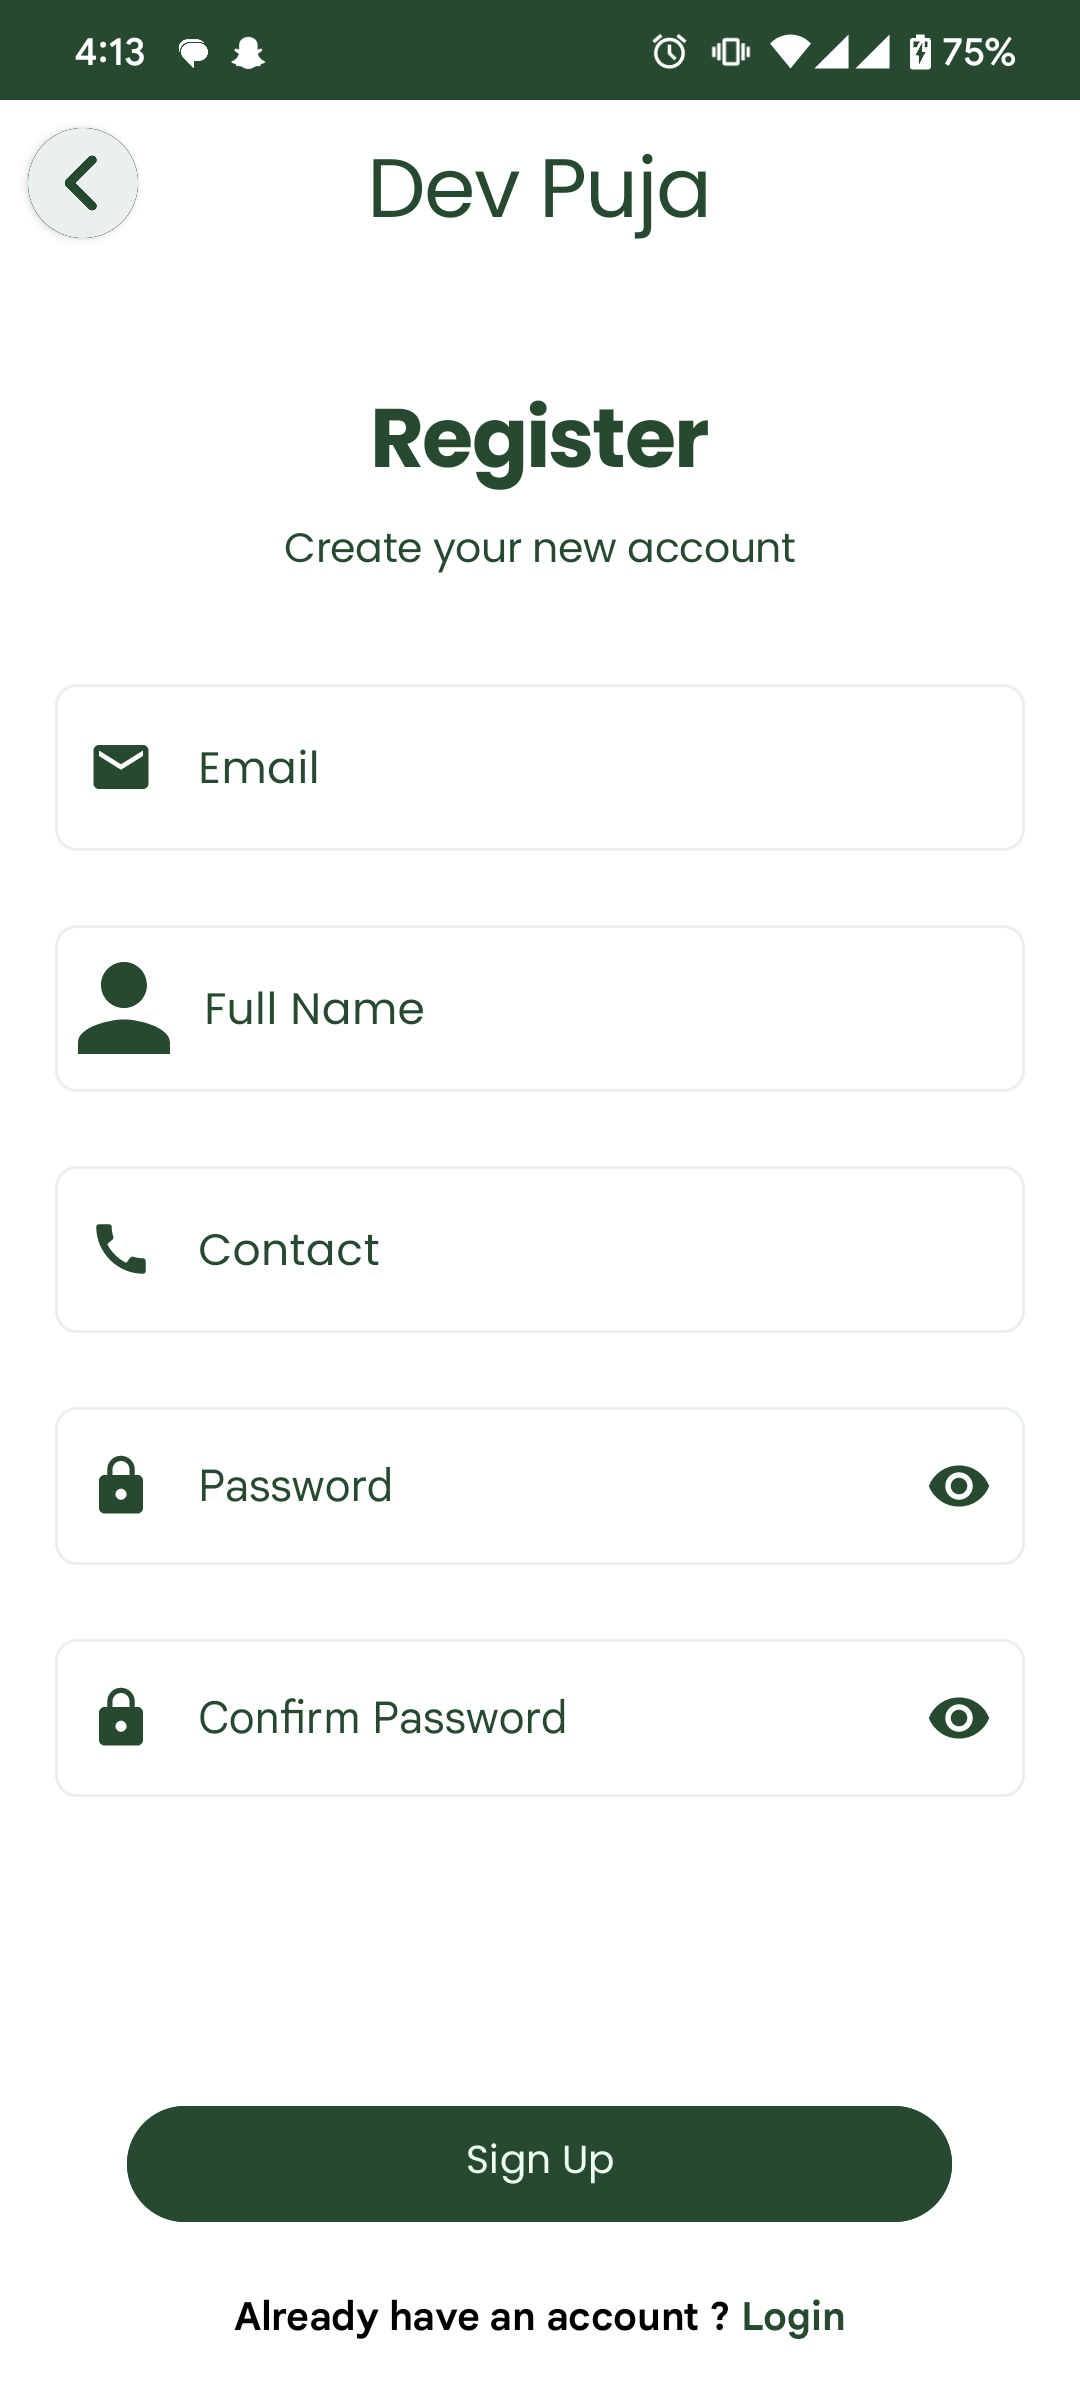 4:13 75%
Dev Puja
Register
Create your new account
Email
Full Name
Contact
Password
Confirm Password
Sign Up
Already have an account ? Login